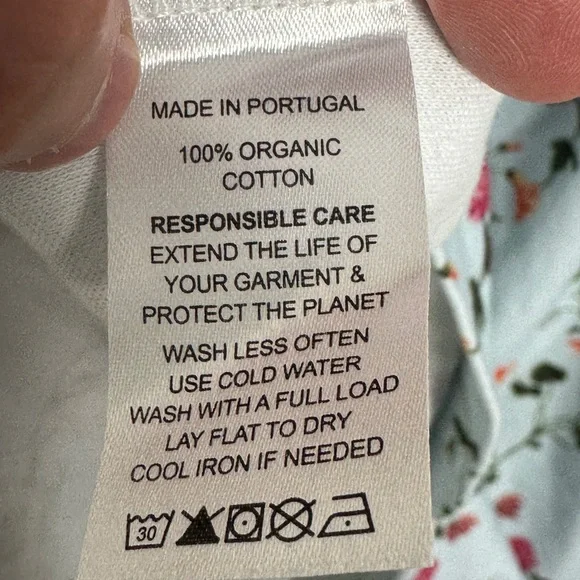 MADE IN PORTUGAL
100% ORGANIC
COTTON
RESPONSIBLE CARE
EXTEND THE LIFE OF
YOUR GARMENT &
PROTECT THE PLANET
WASH LESS OFTEN
USE COLD WATER
WASH WITH A FULL LOAD
LAY FLAT TO DRY
COOL IRON IF NEEDED
30